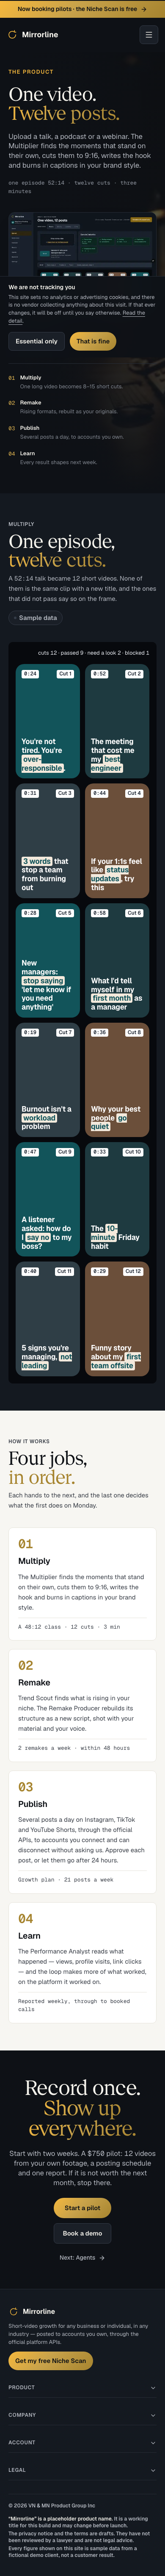 Now booking pilots · the Niche Scan is free →
Mirrorline
THE PRODUCT
One video.
Twelve posts.
Upload a talk, a podcast or a webinar. The
Multiplier finds the moments that stand on
their own, cuts them to 9:16, writes the hook
and burns in captions in your brand style.
one episode 52:14 · twelve cuts · three
minutes
We are not tracking you
This site sets no analytics or advertising cookies, and there
is no vendor collecting anything about this visit. If that ever
changes, it will be off until you say otherwise. Read the
detail.
Essential only
That is fine
01 Multiply
One long video becomes 8–15 short cuts.
02 Remake
Rising formats, rebuilt as your originals.
03 Publish
Several posts a day, to accounts you own.
04 Learn
Every result shapes next week.
MULTIPLY
One episode,
twelve cuts.
A 52:14 talk became 12 short videos. None of
them is the same clip with a new title, and the ones
that did not pass say so on the frame.
Sample data
cuts 12 · passed 9 · need a look 2 · blocked 1
0:24 Cut 1
You're not
tired. You're
over-
responsible.
0:52 Cut 2
The meeting
that cost me
my best
engineer
0:31 Cut 3
3 words that
stop a team
from burning
out
0:44 Cut 4
If your 1:1s feel
like status
updates, try
this
0:28 Cut 5
New
managers:
stop saying
'let me know if
you need
anything'
0:58 Cut 6
What I'd tell
myself in my
first month as
a manager
0:19 Cut 7
Burnout isn't a
workload
problem
0:36 Cut 8
Why your best
people go
quiet
0:47 Cut 9
A listener
asked: how do
I say no to my
boss?
0:33 Cut 10
The 10-
minute Friday
habit
0:40 Cut 11
5 signs you're
managing, not
leading
0:29 Cut 12
Funny story
about my first
team offsite
HOW IT WORKS
Four jobs,
in order.
Each hands to the next, and the last one decides
what the first does on Monday.
01
Multiply
The Multiplier finds the moments that stand
on their own, cuts them to 9:16, writes the
hook and burns in captions in your brand
style.
A 48:12 class · 12 cuts · 3 min
02
Remake
Trend Scout finds what is rising in your
niche. The Remake Producer rebuilds its
structure as a new script, shot with your
material and your voice.
2 remakes a week · within 48 hours
03
Publish
Several posts a day on Instagram, TikTok
and YouTube Shorts, through the official
APIs, to accounts you connect and can
disconnect without asking us. Approve each
post, or let them go after 24 hours.
Growth plan · 21 posts a week
04
Learn
The Performance Analyst reads what
happened — views, profile visits, link clicks
— and the loop makes more of what worked,
on the platform it worked on.
Reported weekly, through to booked
calls
Record once.
Show up
everywhere.
Start with two weeks. A $750 pilot: 12 videos
from your own footage, a posting schedule
and one report. If it is not worth the next
month, stop there.
Start a pilot
Book a demo
Next: Agents →
Mirrorline
Short-video growth for any business or individual, in any
industry — posted to accounts you own, through the
official platform APIs.
Get my free Niche Scan
PRODUCT
COMPANY
ACCOUNT
LEGAL
© 2026 VN & MN Product Group Inc
"Mirrorline" is a placeholder product name. It is a working
title for this build and may change before launch.
The privacy notice and the terms are drafts. They have not
been reviewed by a lawyer and are not legal advice.
Every figure shown on this site is sample data from a
fictional demo client, not a customer result.